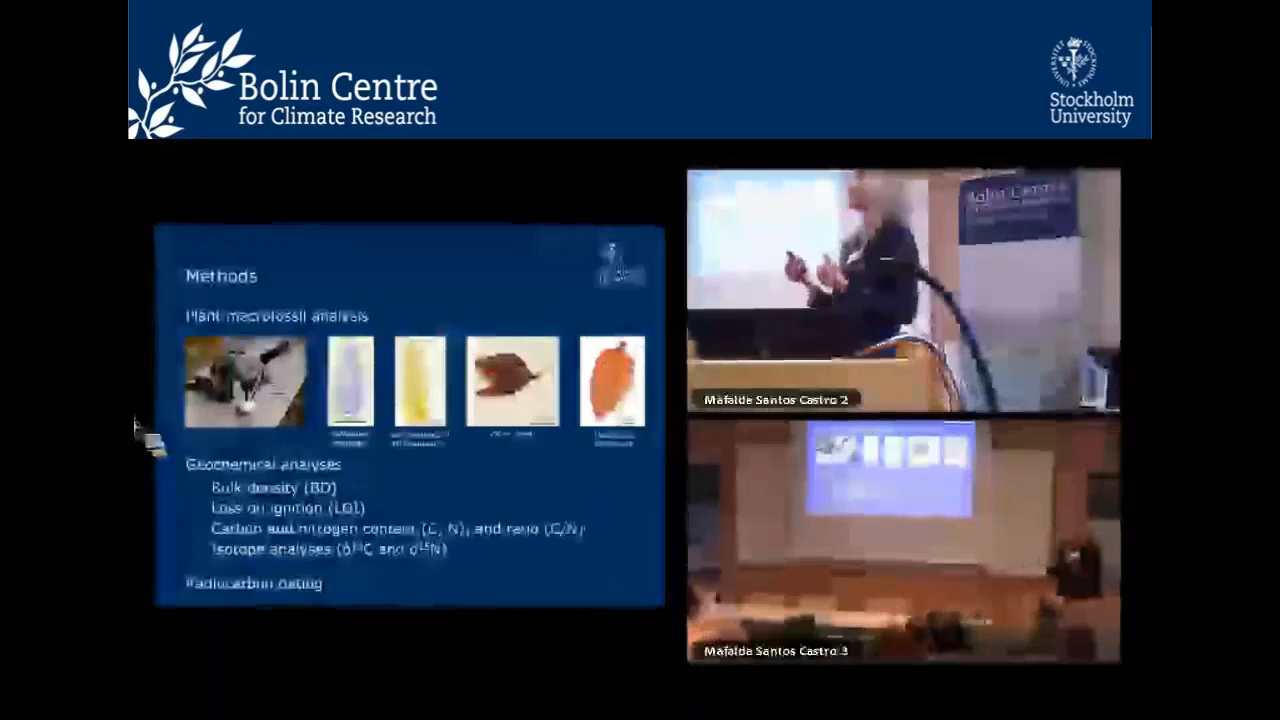 Bolin Centre
for Climate Research
Stockholm
University
Methods
Plant macrofossil analysis
Geochemical analyses
Bulk density (BD)
Loss on ignition (LOI)
Carbon and nitrogen content (C, N), and ratio (C/N)
Isotope analyses (δ¹³C and δ¹⁵N)
Radiocarbon dating
Bolin Centre
Mafalda Santos Castro 2
Mafalda Santos Castro 3